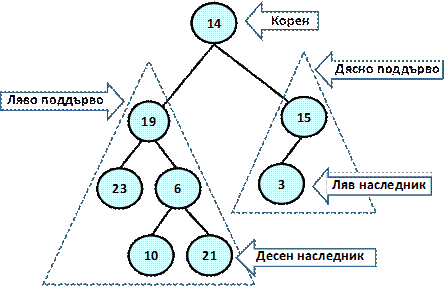 14
Корен
Дясно поддърво
Ляво поддърво
19
15
23
6
3
Ляв наследник
10
21
Десен наследник